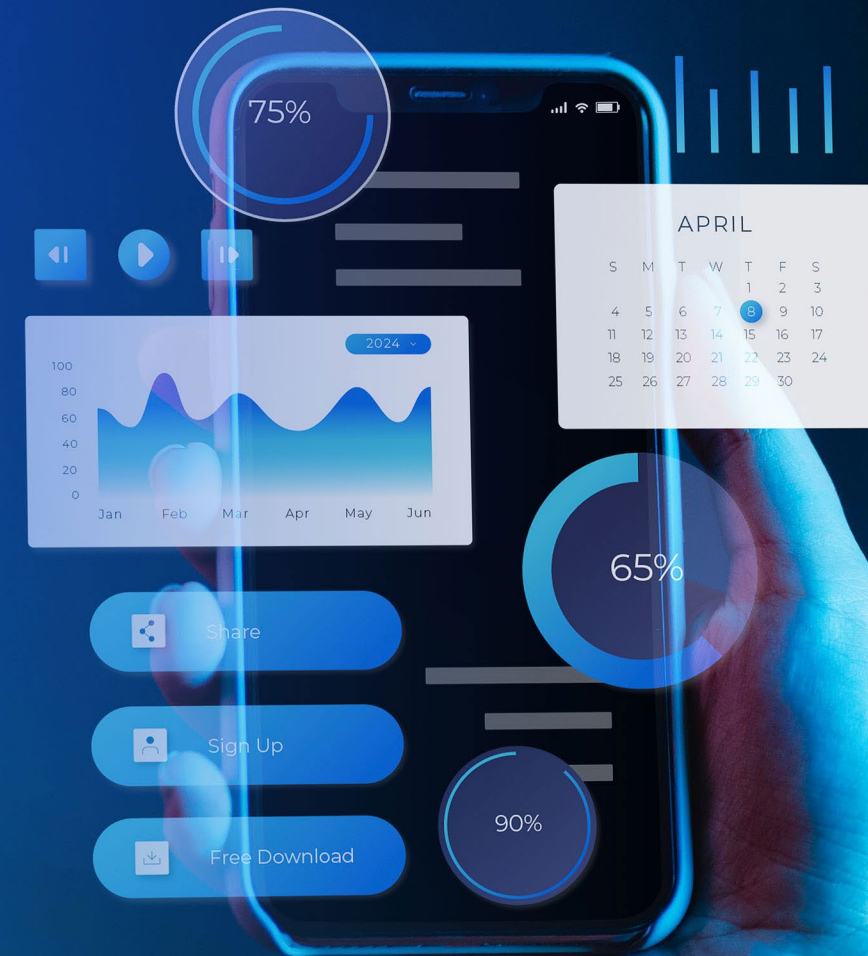 75%
APRIL
S M T W T F S
1 2 3
4 5 6 7 8 9 10
11 12 13 14 15 16 17
18 19 20 21 22 23 24
25 26 27 28 29 30
2024
100
80
60
40
20
0
Jan Feb Mar Apr May Jun
65%
Share
Sign Up
Free Download
90%